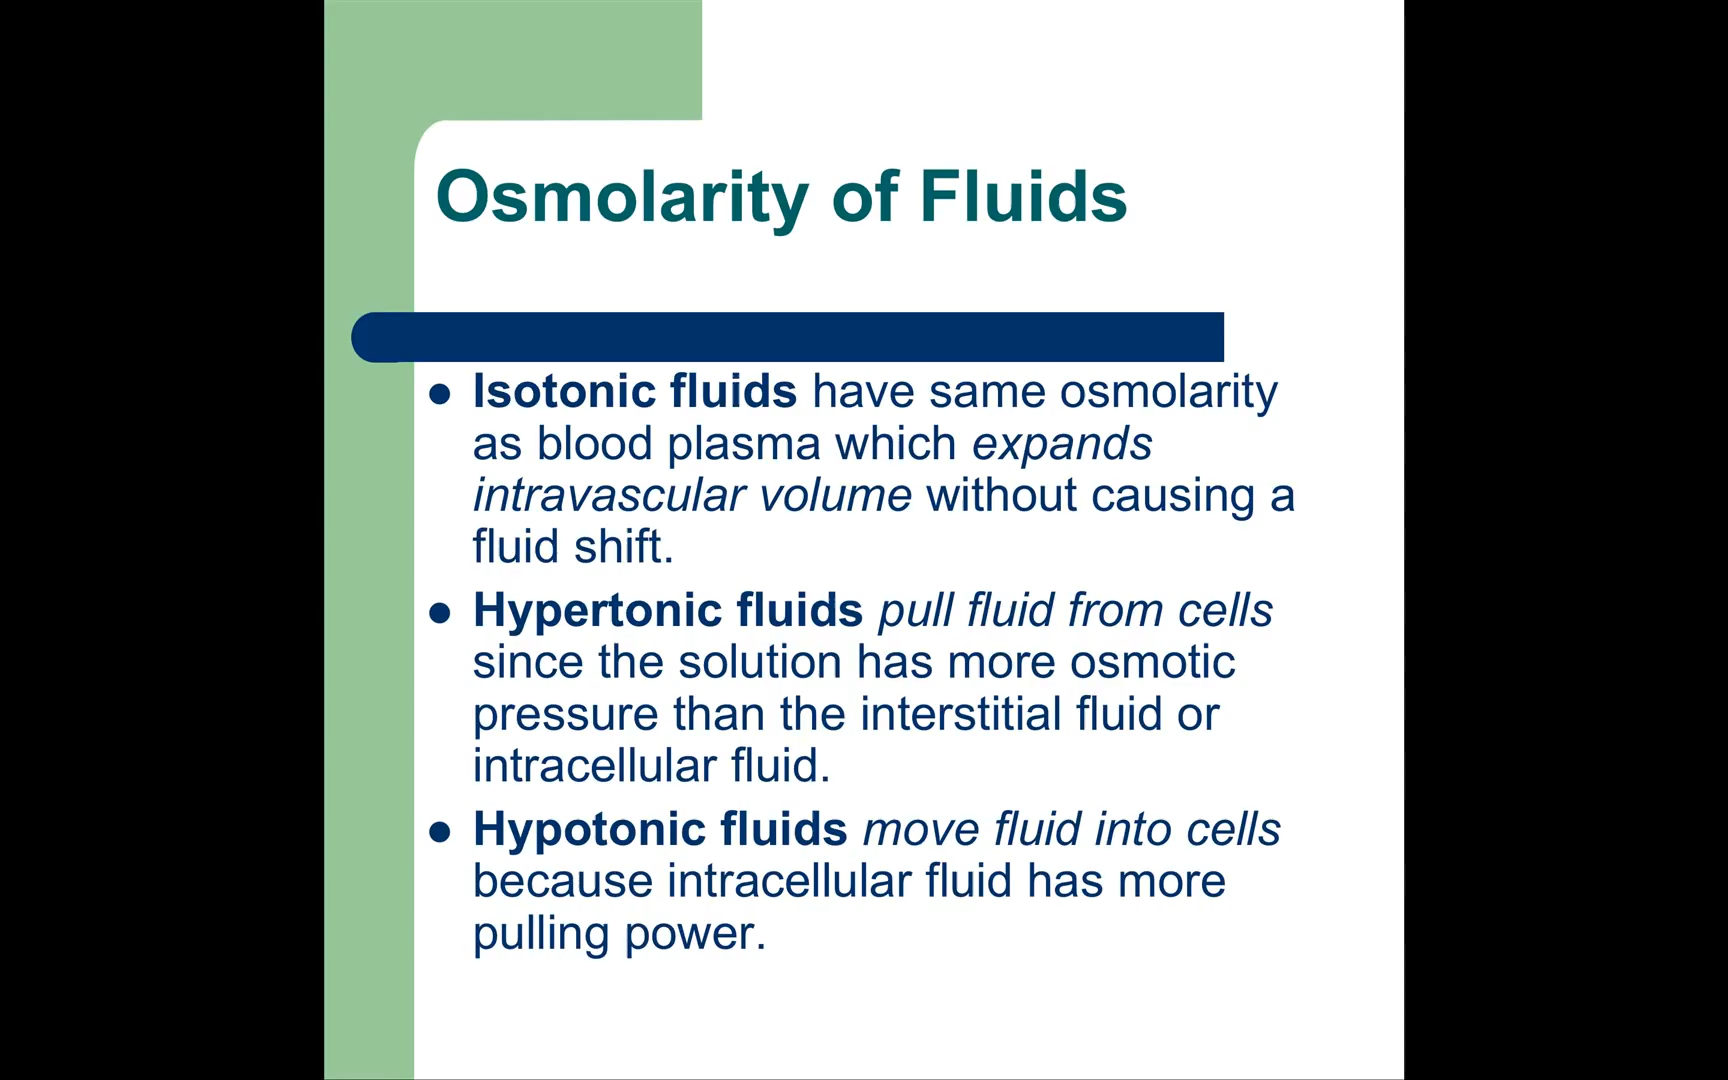 Osmolarity of Fluids
● Isotonic fluids have same osmolarity
as blood plasma which expands
intravascular volume without causing a
fluid shift.
● Hypertonic fluids pull fluid from cells
since the solution has more osmotic
pressure than the interstitial fluid or
intracellular fluid.
● Hypotonic fluids move fluid into cells
because intracellular fluid has more
pulling power.